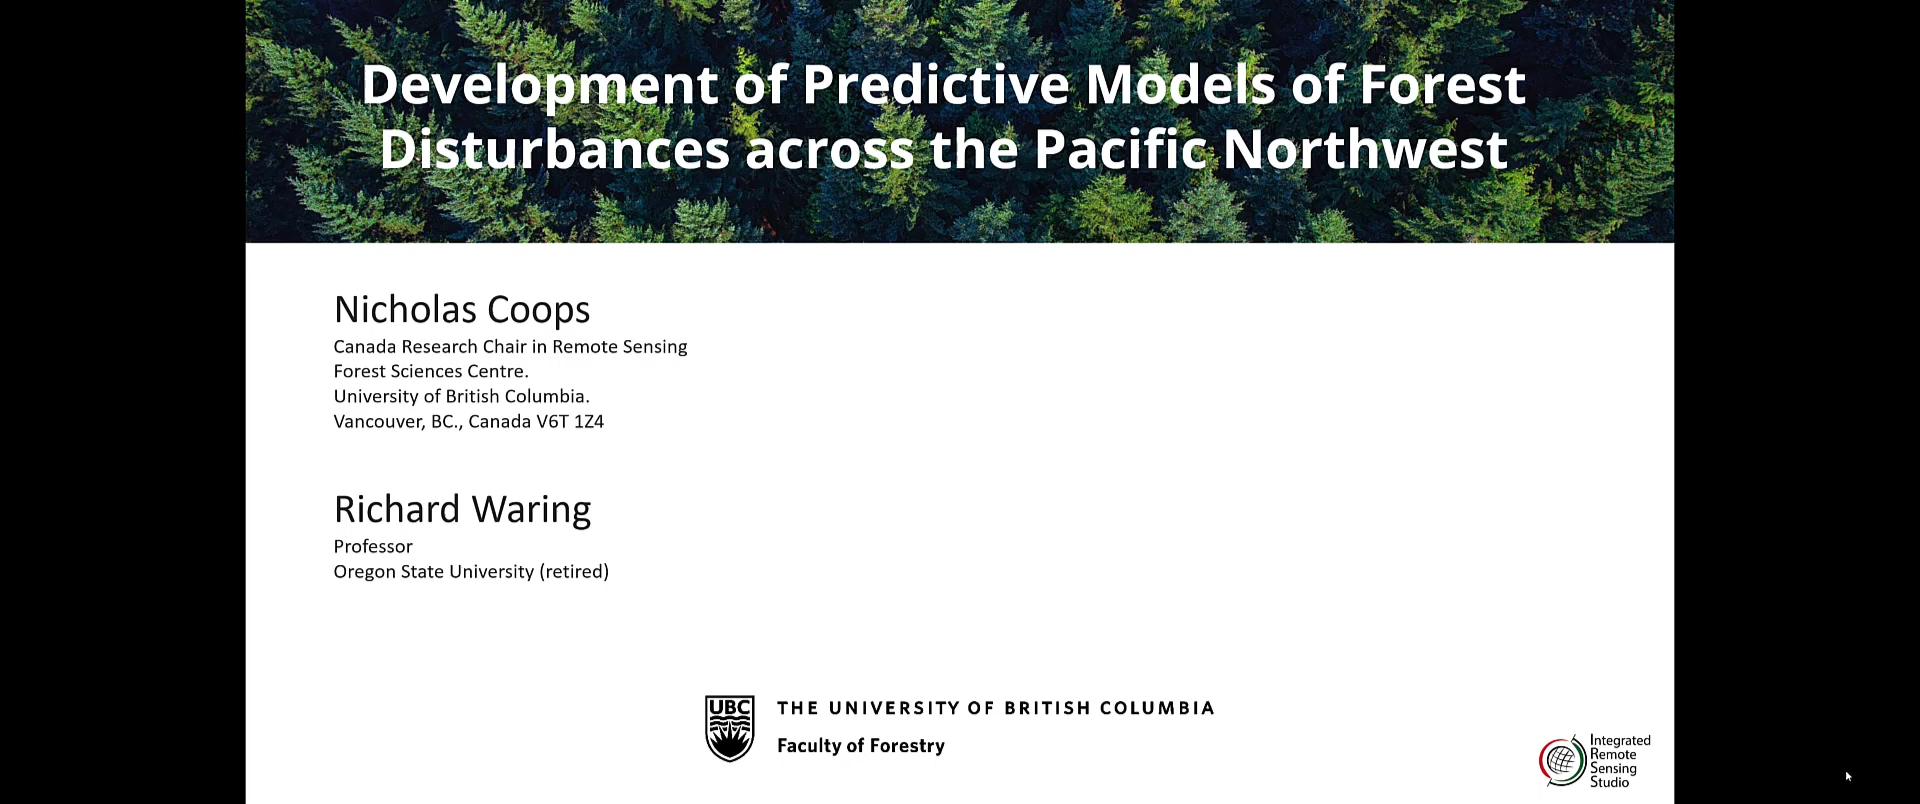 Development of Predictive Models of Forest
Disturbances across the Pacific Northwest
Nicholas Coops
Canada Research Chair in Remote Sensing
Forest Sciences Centre.
University of British Columbia.
Vancouver, BC., Canada V6T 1Z4
Richard Waring
Professor
Oregon State University (retired)
UBC
THE UNIVERSITY OF BRITISH COLUMBIA
Faculty of Forestry
Integrated
Remote
Sensing
Studio